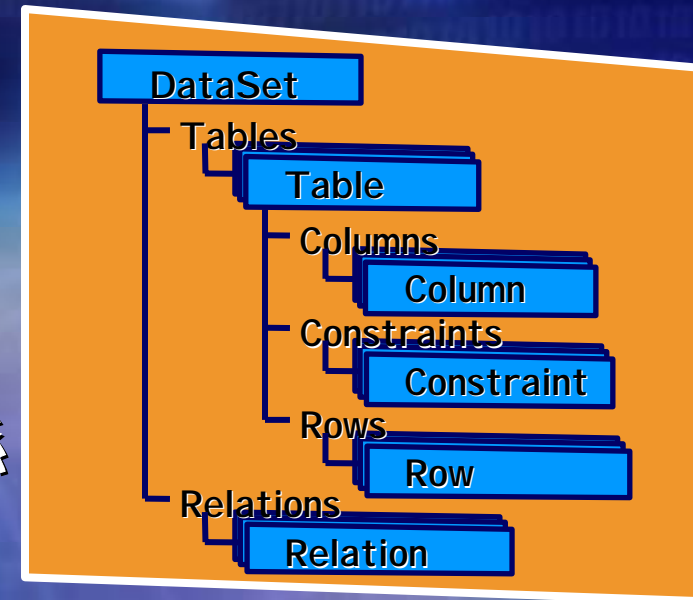 DataSet
Tables
Table
Columns
Column
Constraints
Constraint
Rows
Row
Relations
Relation